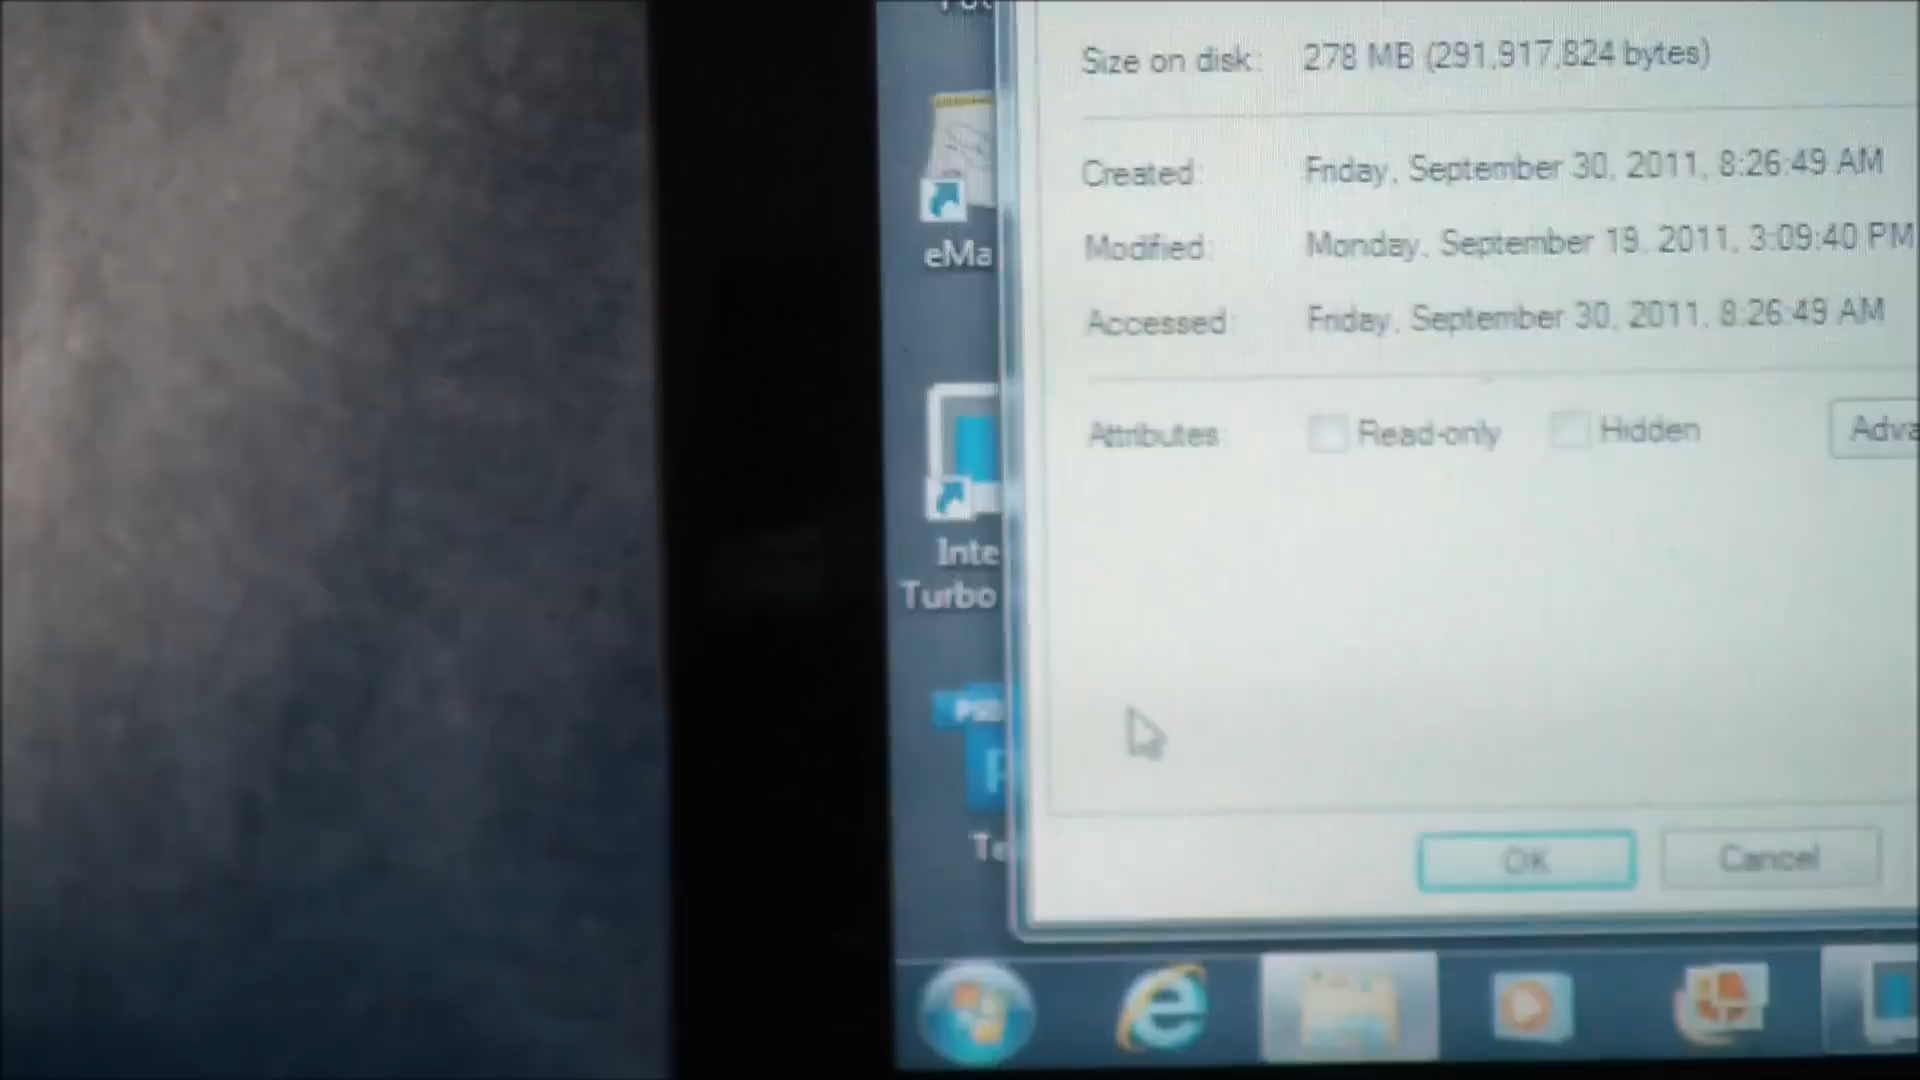 Size on disk: 278 MB (291,917,824 bytes)
Created: Friday, September 30, 2011, 8:26:49 AM
Modified: Monday, September 19, 2011, 3:09:40 PM
Accessed: Friday, September 30, 2011, 8:26:49 AM
Attributes: Read-only Hidden Adva
OK Cancel
eMa
Inte
Turbo
PSD
Te